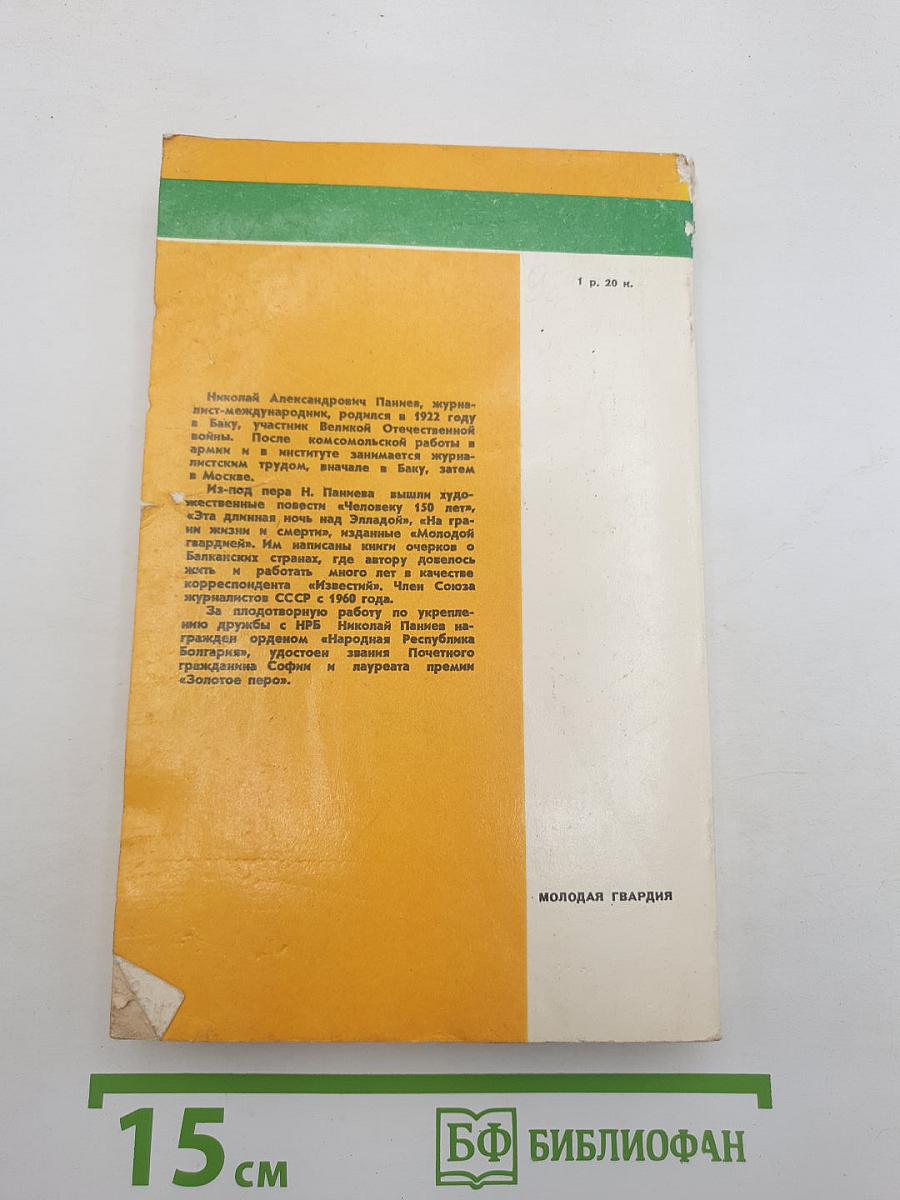 1 р. 20 к.
Николай Александрович Паниев, журна-
лист-международник, родился в 1922 году
в Баку, участник Великой Отечественной
войны. После комсомольской работы в
армии и в институте занимается журна-
листским трудом, вначале в Баку, затем
в Москве.
Из-под пера Н. Паниева вышли худо-
жественные повести «Человеку 150 лет»,
«Эта длинная ночь над Элладой», «На гра-
ни жизни и смерти», изданные «Молодой
гвардией». Им написаны книги очерков о
Балканских странах, где автору довелось
жить и работать много лет в качестве
корреспондента «Известий». Член Союза
журналистов СССР с 1960 года.
За плодотворную работу по укрепле-
нию дружбы с НРБ Николай Паниев на-
гражден орденом «Народная Республика
Болгария», удостоен звания Почетного
гражданина Софии и лауреата премии
«Золотое перо».
МОЛОДАЯ ГВАРДИЯ
15 см
БФ БИБЛИОФАН